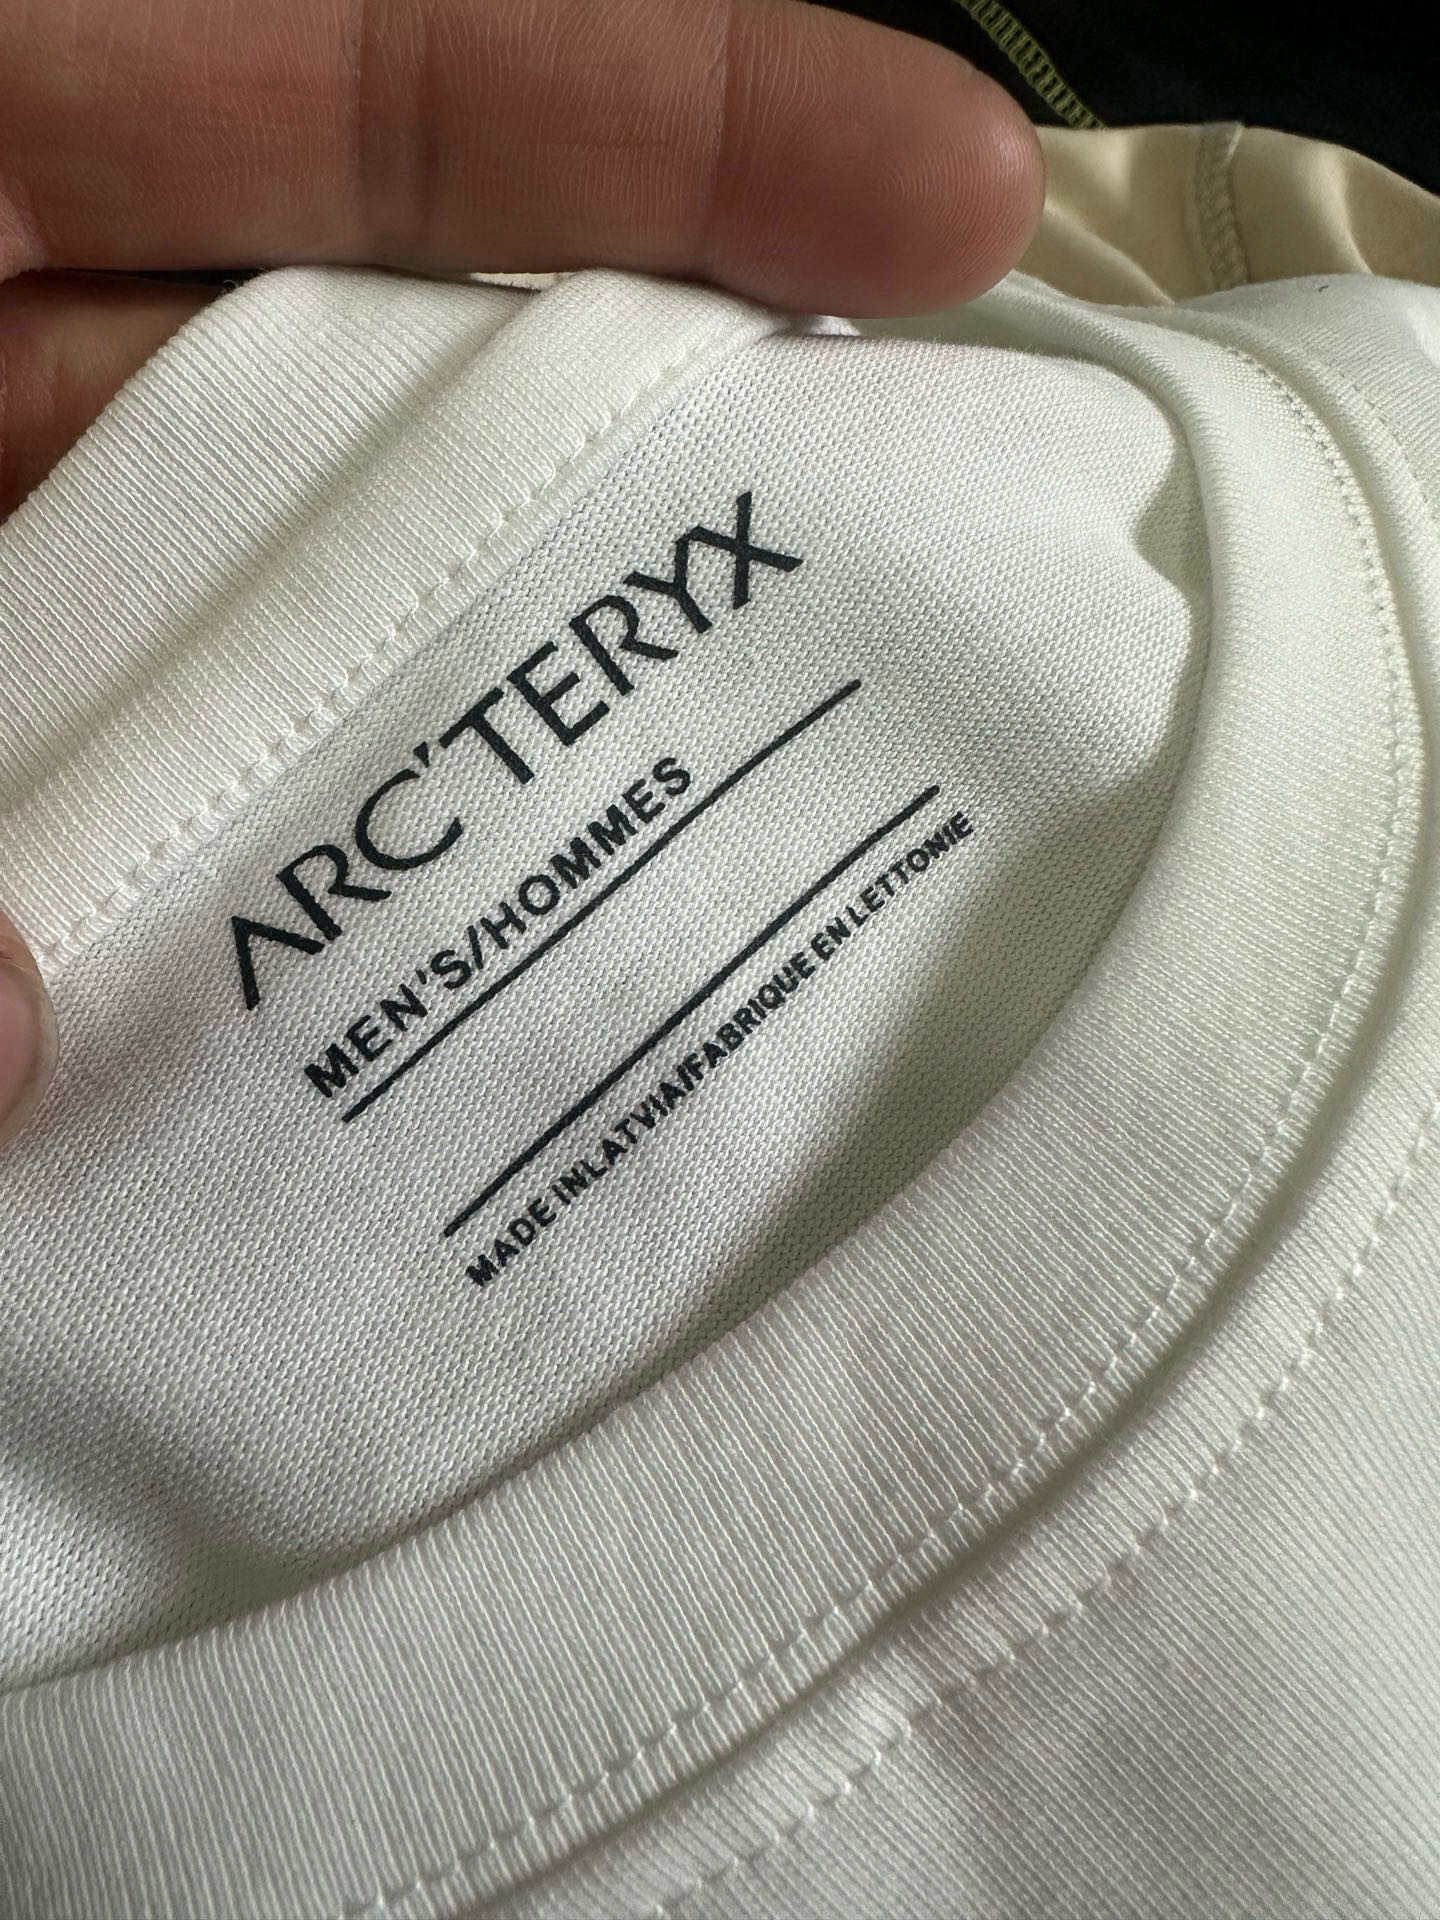 ARC'TERYX
MEN'S/HOMMES
MADE IN LATVIA/FABRIQUE EN LETTONIE